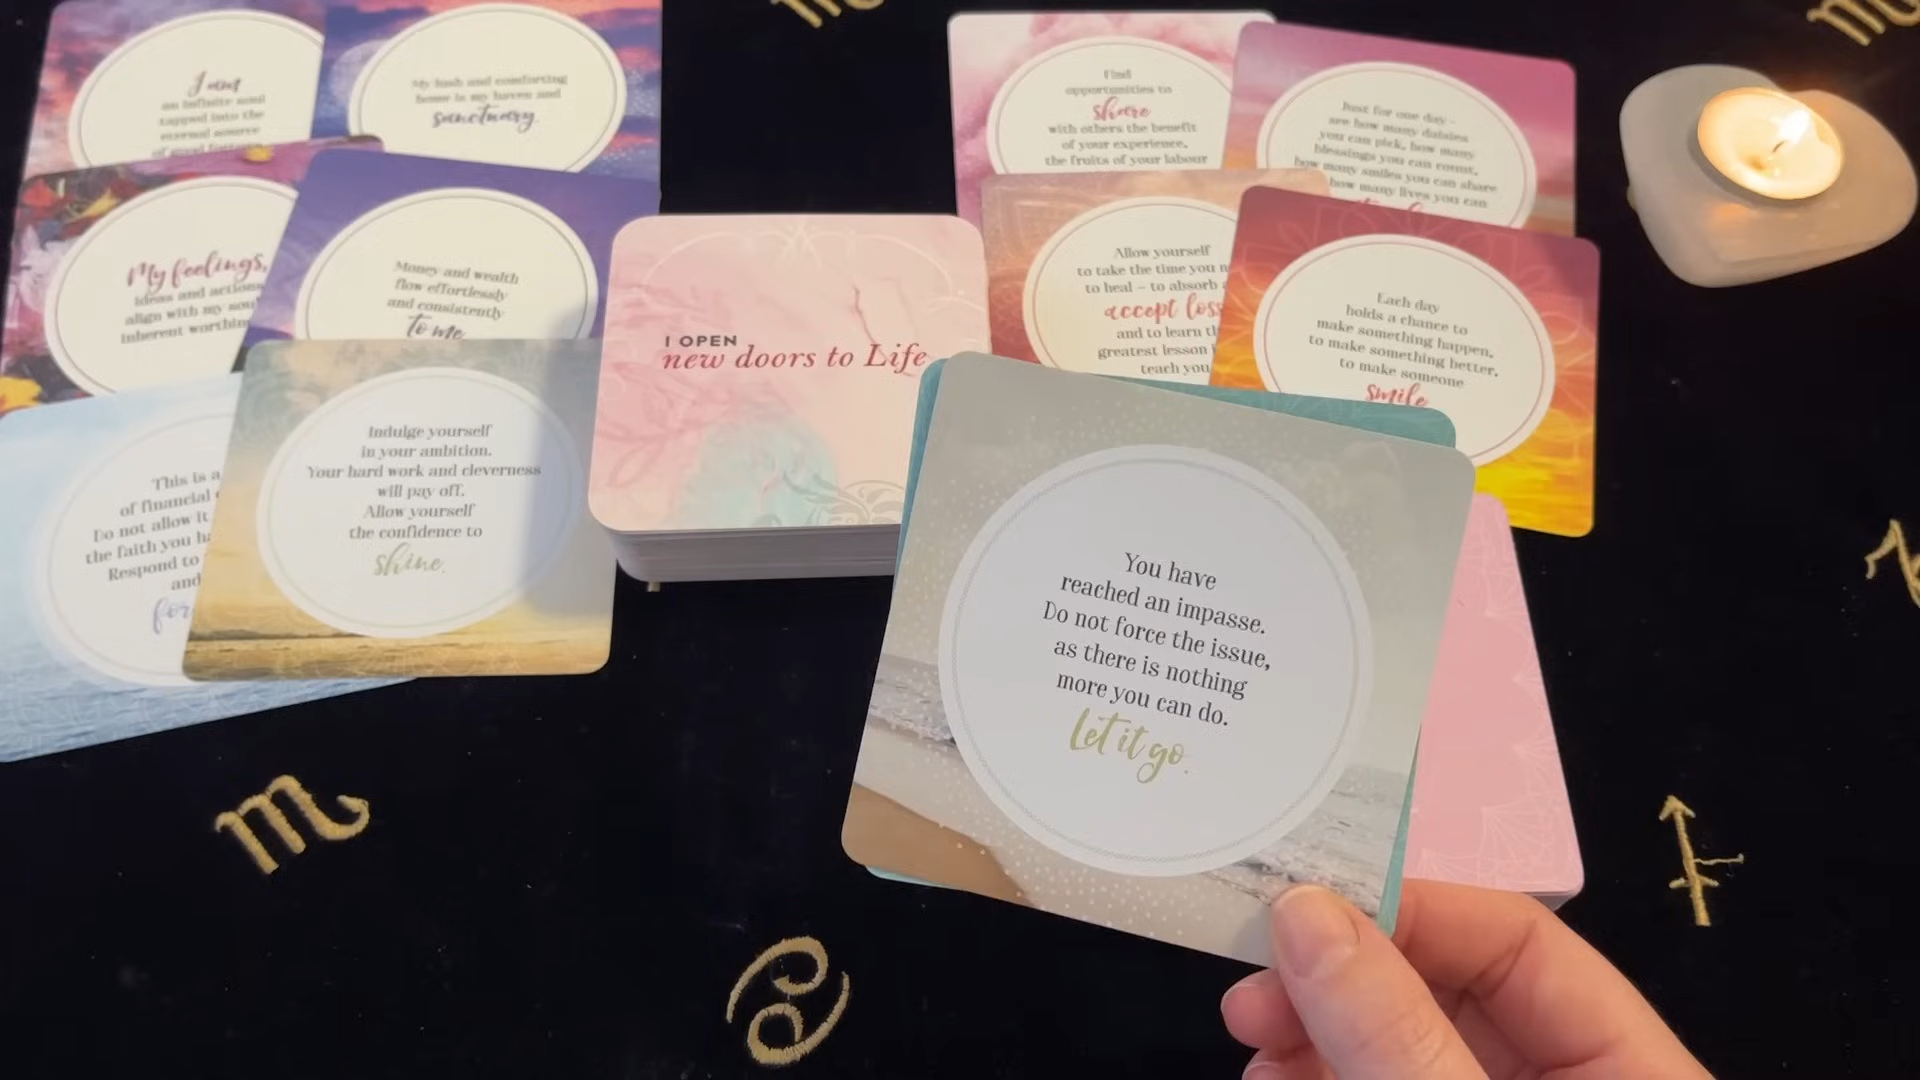 I am
an infinite soul
tapped into the
eternal source
of good fortune
My lush and comforting
home is my haven and
sanctuary.
My feelings,
ideas and actions
align with my soul
inherent
Money and wealth
flow effortlessly
and consistently
to me
This is a
of financial
Do not allow it
the faith you
Respond to
and
Indulge yourself
in your ambition.
Your hard work and cleverness
will pay off.
Allow yourself
the confidence to
shine.
I OPEN
new doors to Life
Find
opportunities to
share
with others the benefit
of your experience,
the fruits of your labour
Just for one day -
see how many daisies
you can pick, how many
blessings you can count,
how many smiles you can share
how many lives you can
Allow yourself
to take the time you
to heal – to absorb
accept loss
and to learn
greatest lesson
teach you
Each day
holds a chance to
make something happen,
to make something better,
to make someone
smile
You have
reached an impasse.
Do not force the issue,
as there is nothing
more you can do.
Let it go.